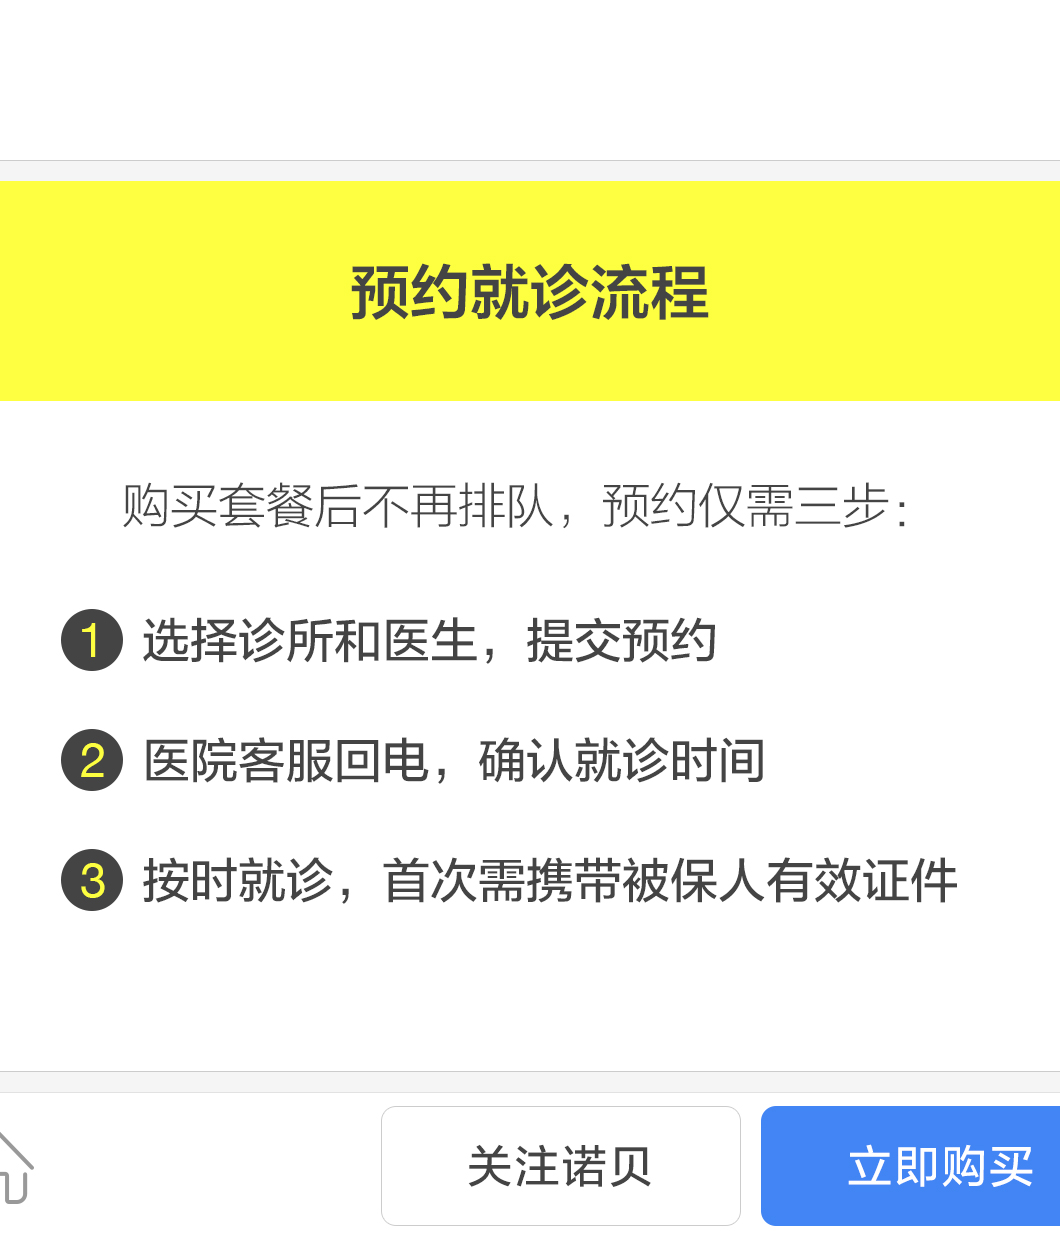 预约就诊流程
购买套餐后不再排队，预约仅需三步：
1 选择诊所和医生，提交预约
2 医院客服回电，确认就诊时间
3 按时就诊，首次需携带被保人有效证件
关注诺贝
立即购买